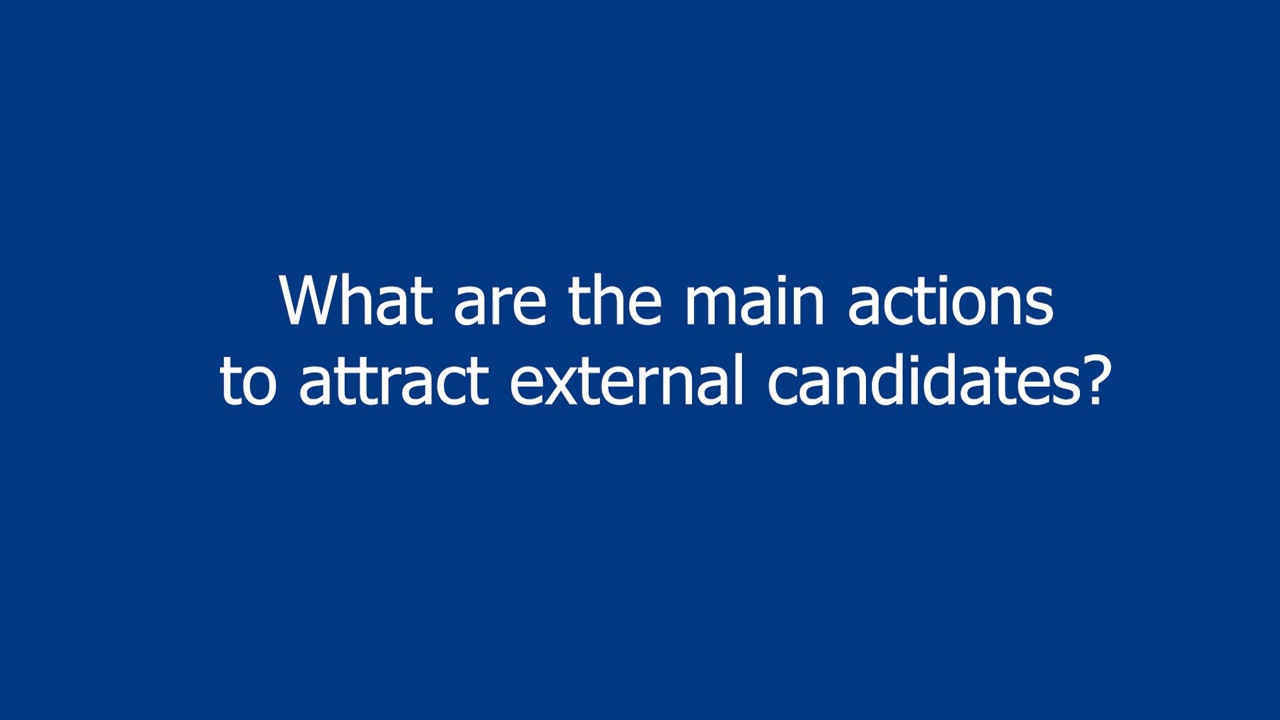 What are the main actions
to attract external candidates?